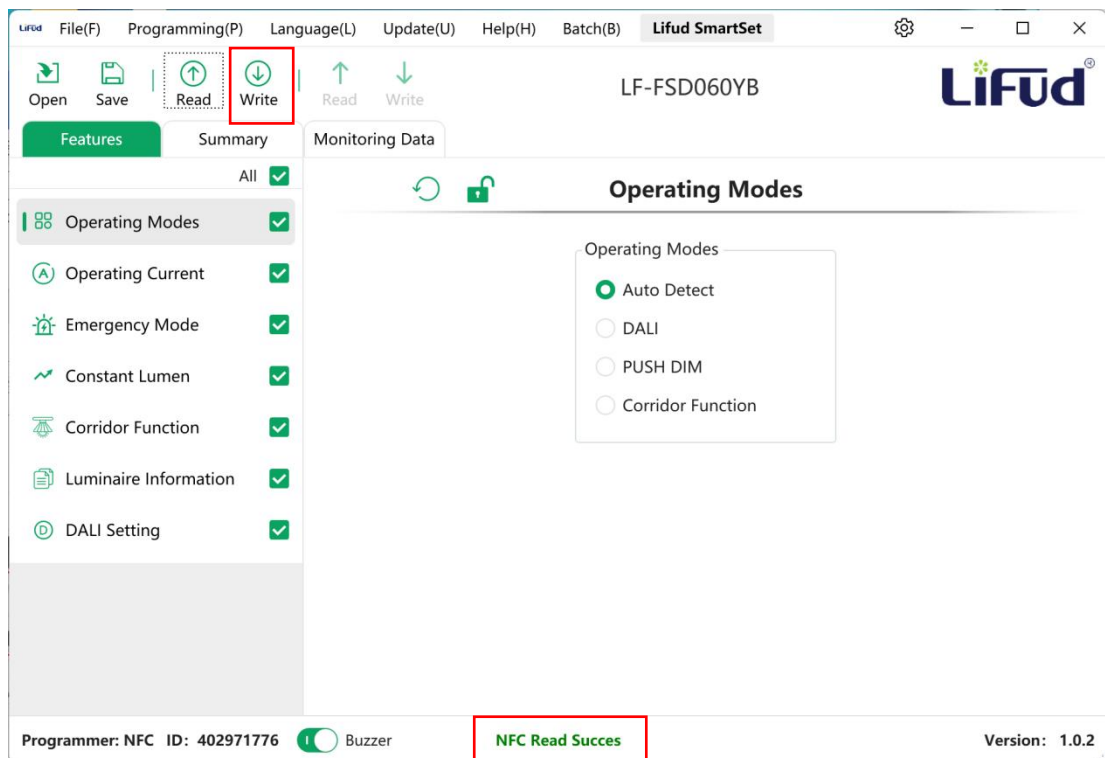 LiFUd File(F) Programming(P) Language(L) Update(U) Help(H) Batch(B) Lifud SmartSet
Open Save Read Write Read Write LF-FSD060YB LiFUd®
Features Summary Monitoring Data
All
Operating Modes
Operating Modes
Operating Modes
Auto Detect
DALI
PUSH DIM
Corridor Function
Operating Current
Emergency Mode
Constant Lumen
Corridor Function
Luminaire Information
DALI Setting
Programmer: NFC ID: 402971776 Buzzer NFC Read Succes Version: 1.0.2